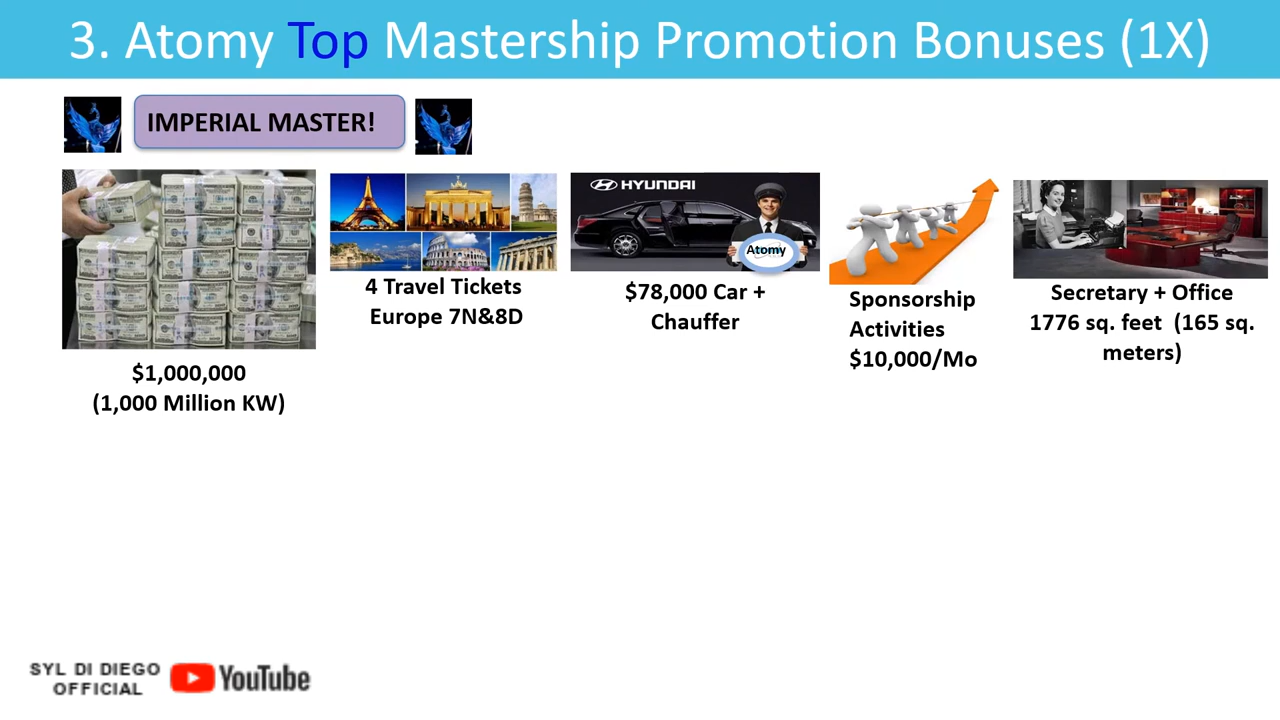 3. Atomy Top Mastership Promotion Bonuses (1X)
IMPERIAL MASTER!
$1,000,000
(1,000 Million KW)
4 Travel Tickets
Europe 7N&8D
HYUNDAI
Atomy
$78,000 Car +
Chauffer
Sponsorship
Activities
$10,000/Mo
Secretary + Office
1776 sq. feet (165 sq.
meters)
SYL DI DIEGO
OFFICIAL
YouTube